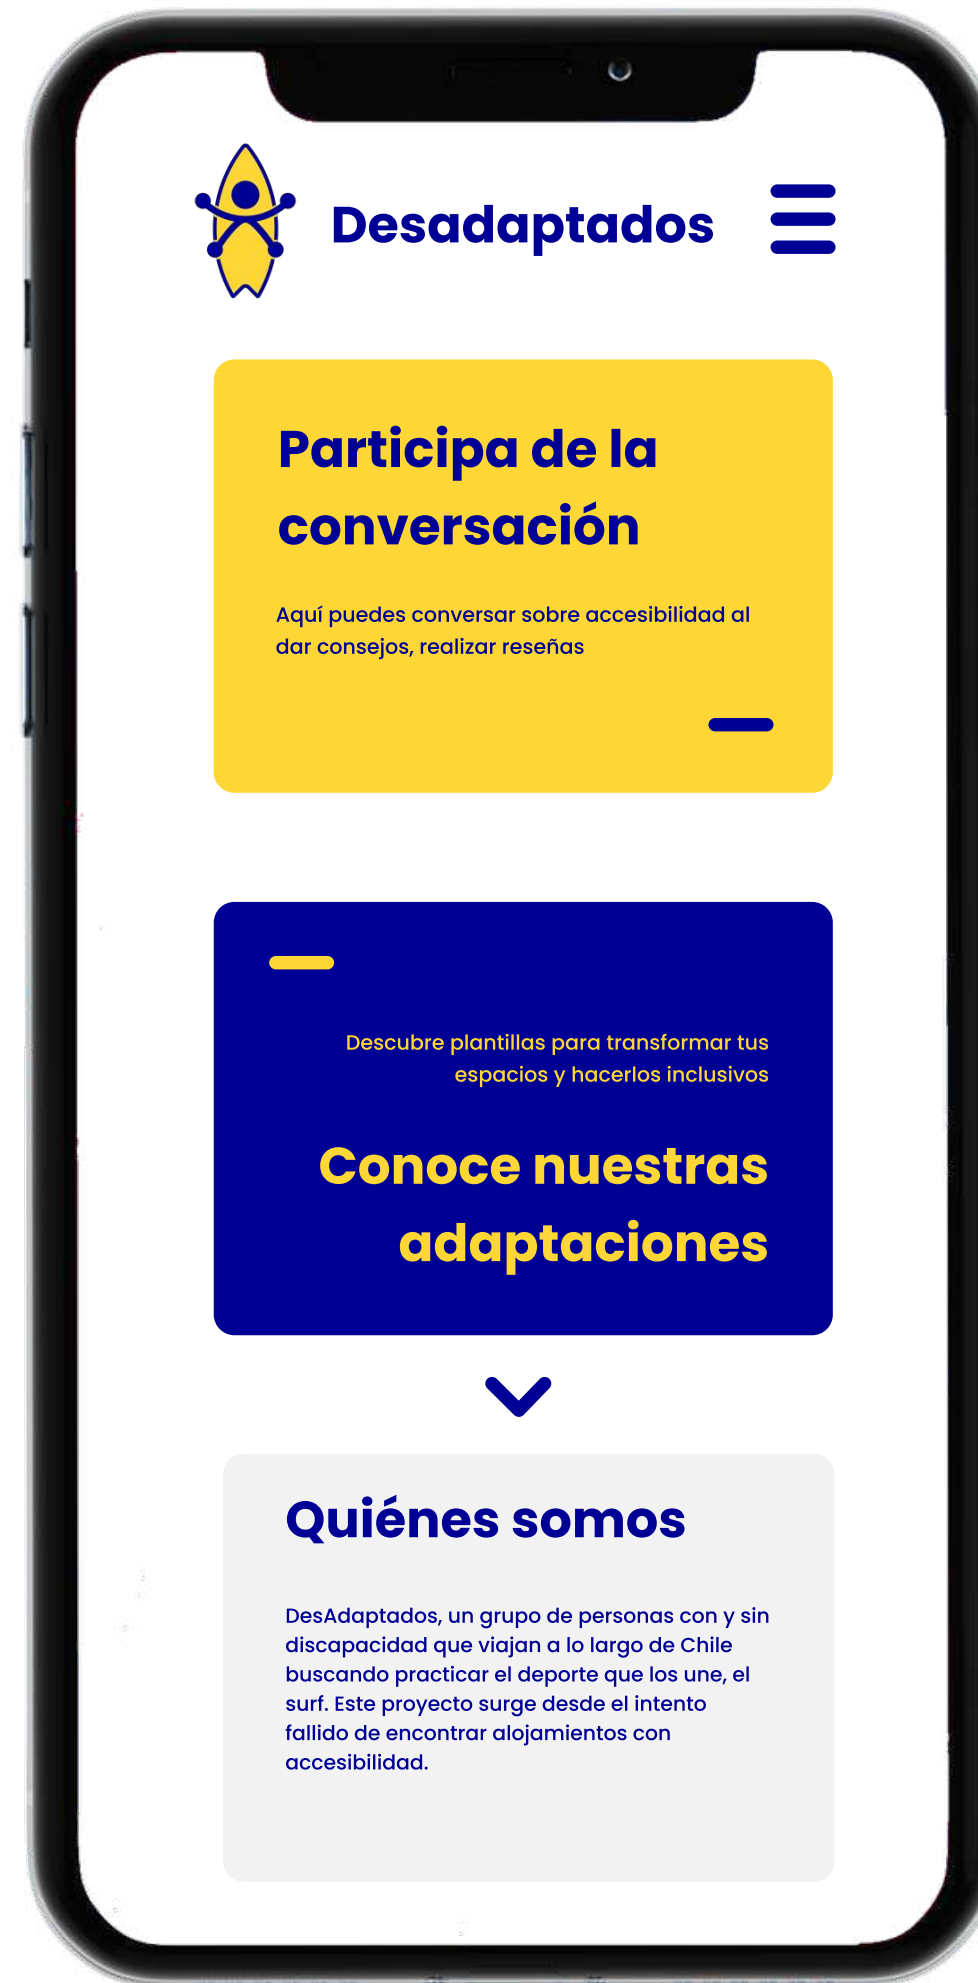 Desadaptados
Participa de la
conversación
Aquí puedes conversar sobre accesibilidad al
dar consejos, realizar reseñas
Descubre plantillas para transformar tus
espacios y hacerlos inclusivos
Conoce nuestras
adaptaciones
Quiénes somos
DesAdaptados, un grupo de personas con y sin
discapacidad que viajan a lo largo de Chile
buscando practicar el deporte que los une, el
surf. Este proyecto surge desde el intento
fallido de encontrar alojamientos con
accesibilidad.